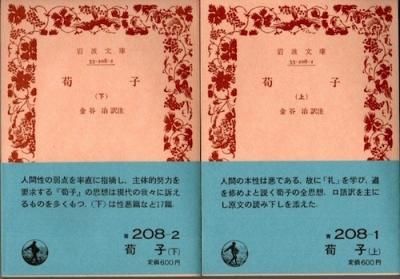 岩波文庫
33-208-2
荀子
(下)
金谷 治訳注
人間性の弱点を率直に指摘し、主体的努力を
要求する『荀子』の思想は現代の我々に訴え
るものを多くもつ。(下)は性悪篇など17篇。
青 208-2
荀子(下)
定価600円
岩波文庫
33-208-1
荀子
(上)
金谷 治訳注
人間の本性は悪である、故に「礼」を学び、道
を修めよと説く荀子の全思想。口語訳を主に
し原文の読み下しを添えた。
青 208-1
荀子(上)
定価600円